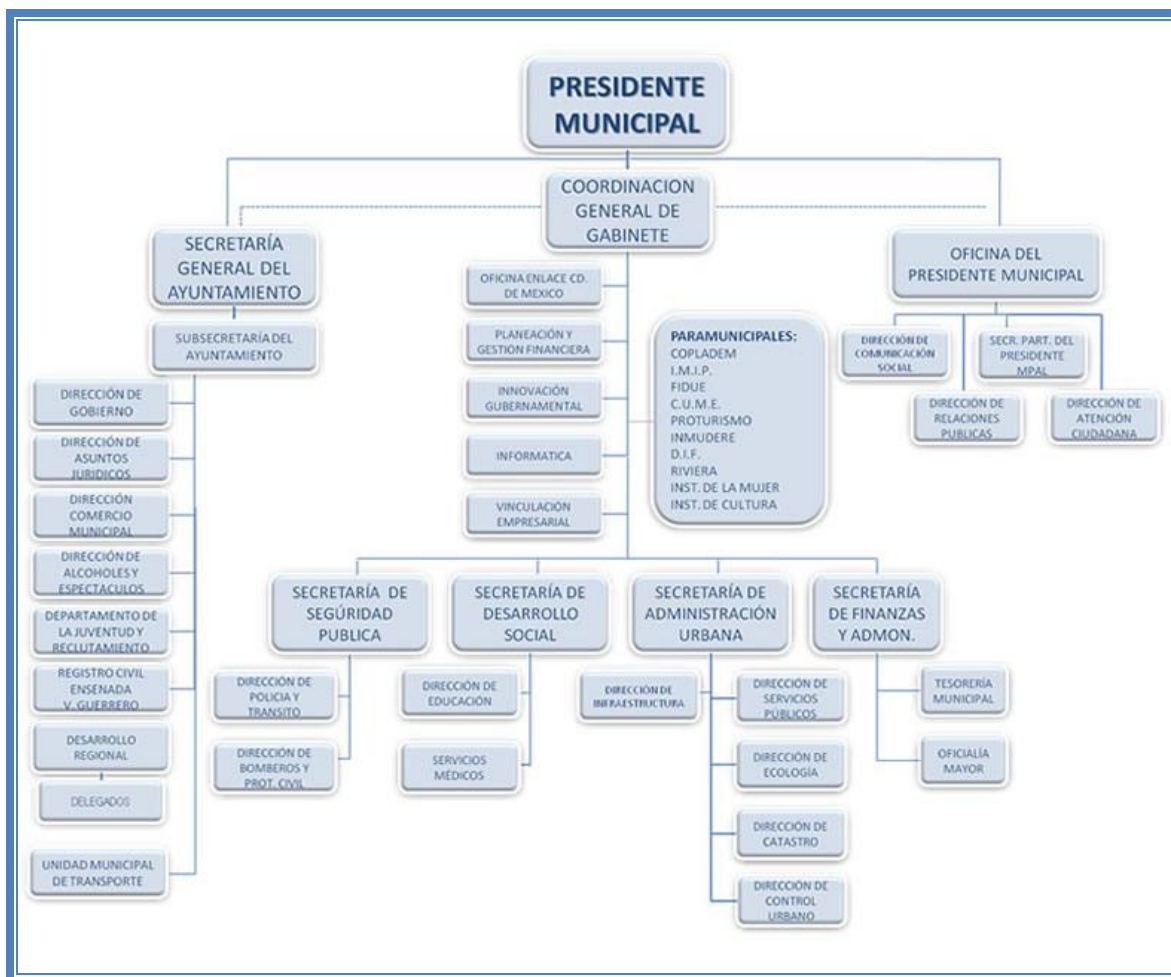 PRESIDENTE
MUNICIPAL
COORDINACION
GENERAL DE
GABINETE
SECRETARÍA
GENERAL DEL
AYUNTAMIENTO
OFICINA DEL
PRESIDENTE MUNICIPAL
SUBSECRETARÍA DEL
AYUNTAMIENTO
DIRECCIÓN DE
GOBIERNO
DIRECCIÓN DE
ASUNTOS
JURIDICOS
DIRECCIÓN
COMERCIO
MUNICIPAL
DIRECCIÓN DE
ALCOHOLES Y
ESPECTACULOS
DEPARTAMENTO DE
LA JUVENTUD Y
RECLUTAMIENTO
REGISTRO CIVIL
ENSENADA
V. GUERRERO
DESARROLLO
REGIONAL
DELEGADOS
UNIDAD MUNICIPAL
DE TRANSPORTE
OFICINA ENLACE CD.
DE MEXICO
PLANEACIÓN Y
GESTIÓN FINANCIERA
INNOVACIÓN
GUBERNAMENTAL
INFORMATICA
VINCULACIÓN
EMPRESARIAL
PARAMUNICIPALES:
COPLADEM
I.M.I.P.
FIDUE
C.U.M.E.
PROTURISMO
INMUDERE
D.I.F.
RIVIERA
INST. DE LA MUJER
INST. DE CULTURA
DIRECCIÓN DE
COMUNICACIÓN
SOCIAL
SECR. PART. DEL
PRESIDENTE
MPAL
DIRECCIÓN DE
RELACIONES
PUBLICAS
DIRECCIÓN DE
ATENCIÓN
CIUDADANA
SECRETARÍA DE
SEGÚRIDAD
PUBLICA
DIRECCIÓN DE
POLICIA Y
TRANSITO
DIRECCIÓN DE
BOMBEROS Y
PROT. CIVIL
SECRETARÍA DE
DESARROLLO
SOCIAL
DIRECCIÓN DE
EDUCACIÓN
SERVICIOS
MÉDICOS
SECRETARÍA DE
ADMINISTRACIÓN
URBANA
DIRECCIÓN DE
INFRAESTRUCTURA
DIRECCIÓN DE
SERVICIOS
PÚBLICOS
DIRECCIÓN DE
ECOLOGÍA
DIRECCIÓN DE
CATASTRO
DIRECCIÓN DE
CONTROL
URBANO
SECRETARÍA
DE FINANZAS
Y ADMON.
TESORERÍA
MUNICIPAL
OFICIALÍA
MAYOR